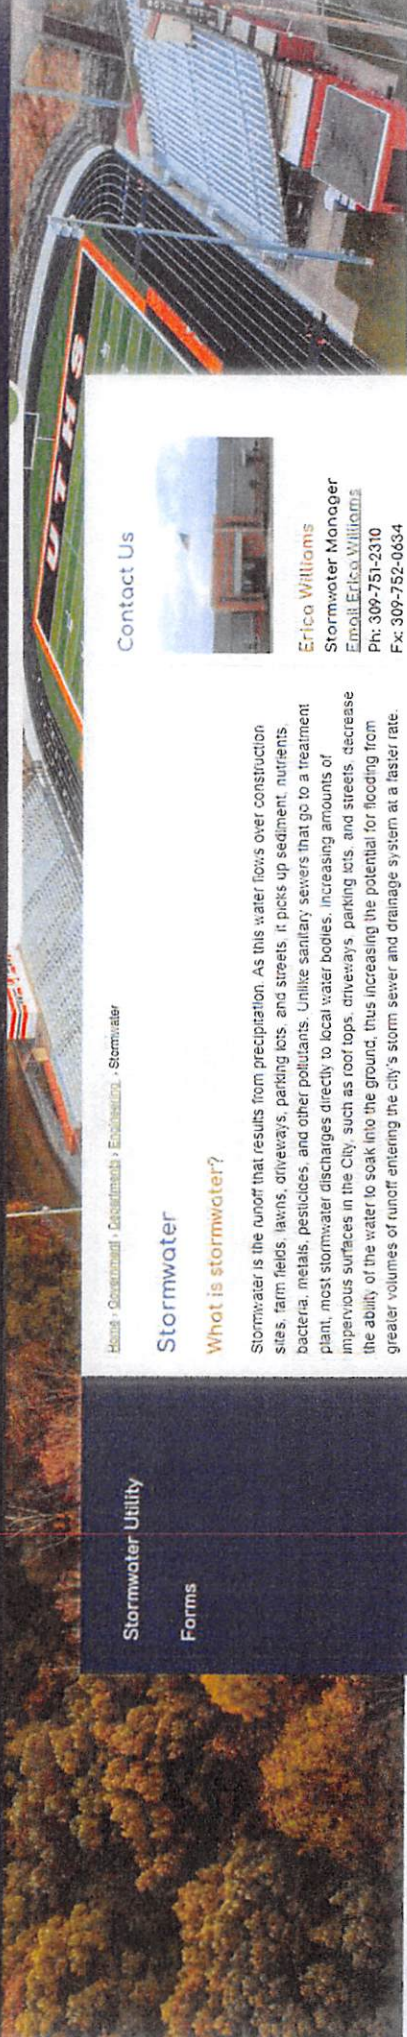 UTHS
Stormwater Utility
Forms
Home › Government › Departments › Engineering › Stormwater
Stormwater
What is stormwater?
Stormwater is the runoff that results from precipitation. As this water flows over construction
sites, farm fields, lawns, driveways, parking lots, and streets, it picks up sediment, nutrients,
bacteria, metals, pesticides, and other pollutants. Unlike sanitary sewers that go to a treatment
plant, most stormwater discharges directly to local water bodies. Increasing amounts of
impervious surfaces in the City, such as roof tops, driveways, parking lots, and streets, decrease
the ability of the water to soak into the ground, thus increasing the potential for flooding from
greater volumes of runoff entering the city's storm sewer and drainage system at a faster rate.
Contact Us
Erica Williams
Stormwater Manager
Email Erica Williams
Ph: 309-751-2310
Fx: 309-752-0634